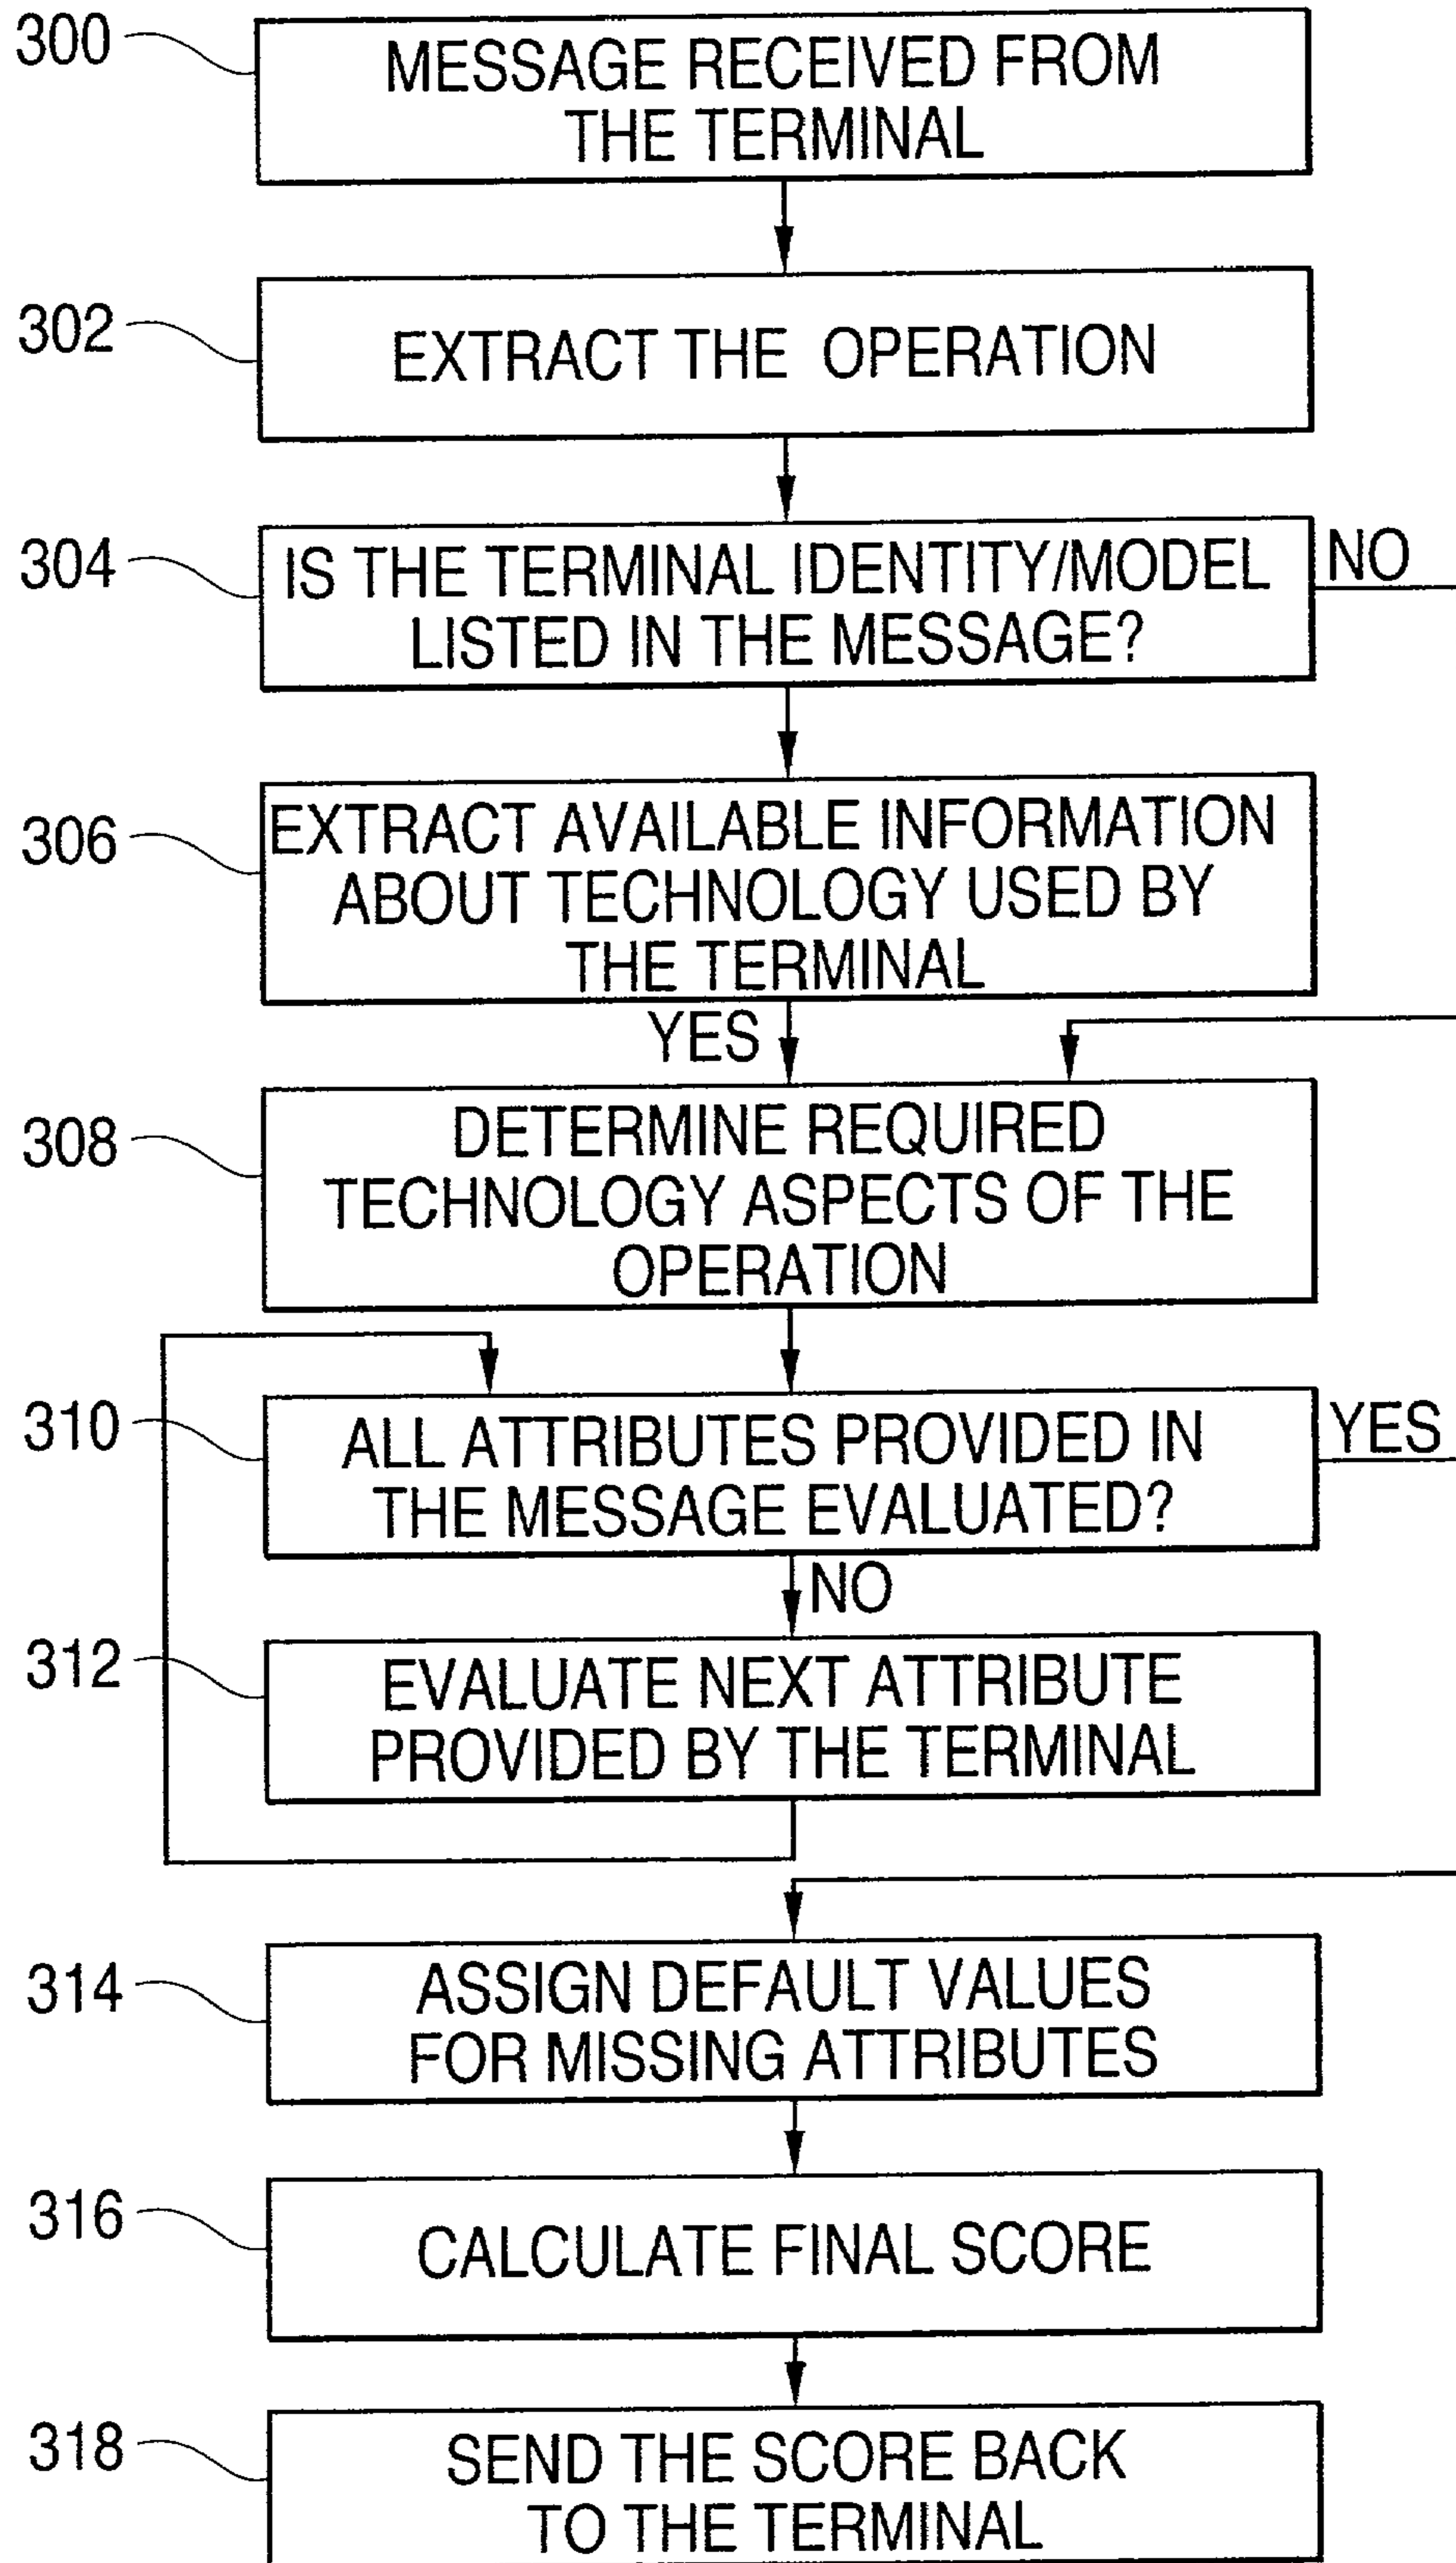 300
MESSAGE RECEIVED FROM
THE TERMINAL
302
EXTRACT THE OPERATION
304
IS THE TERMINAL IDENTITY/MODEL
LISTED IN THE MESSAGE?
NO
306
EXTRACT AVAILABLE INFORMATION
ABOUT TECHNOLOGY USED BY
THE TERMINAL
YES
308
DETERMINE REQUIRED
TECHNOLOGY ASPECTS OF THE
OPERATION
310
ALL ATTRIBUTES PROVIDED IN
THE MESSAGE EVALUATED?
YES
NO
312
EVALUATE NEXT ATTRIBUTE
PROVIDED BY THE TERMINAL
314
ASSIGN DEFAULT VALUES
FOR MISSING ATTRIBUTES
316
CALCULATE FINAL SCORE
318
SEND THE SCORE BACK
TO THE TERMINAL